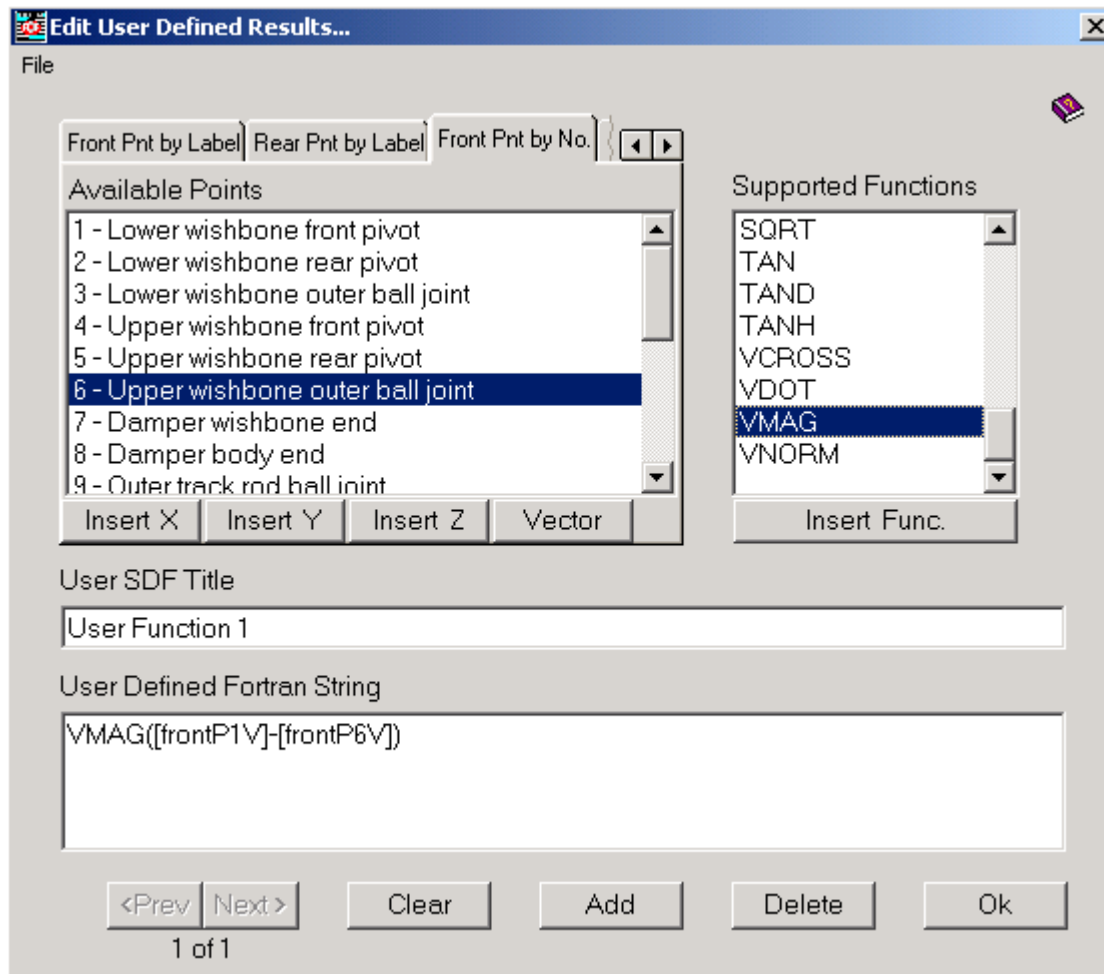 Edit User Defined Results...
File
Front Pnt by Label
Rear Pnt by Label
Front Pnt by No.
Available Points
1 - Lower wishbone front pivot
2 - Lower wishbone rear pivot
3 - Lower wishbone outer ball joint
4 - Upper wishbone front pivot
5 - Upper wishbone rear pivot
6 - Upper wishbone outer ball joint
7 - Damper wishbone end
8 - Damper body end
9 - Outer track rod ball joint
Insert X
Insert Y
Insert Z
Vector
Supported Functions
SQRT
TAN
TAND
TANH
VCROSS
VDOT
VMAG
VNORM
Insert Func.
User SDF Title
User Function 1
User Defined Fortran String
VMAG([frontP1V]-[frontP6V])
<Prev
Next>
1 of 1
Clear
Add
Delete
Ok